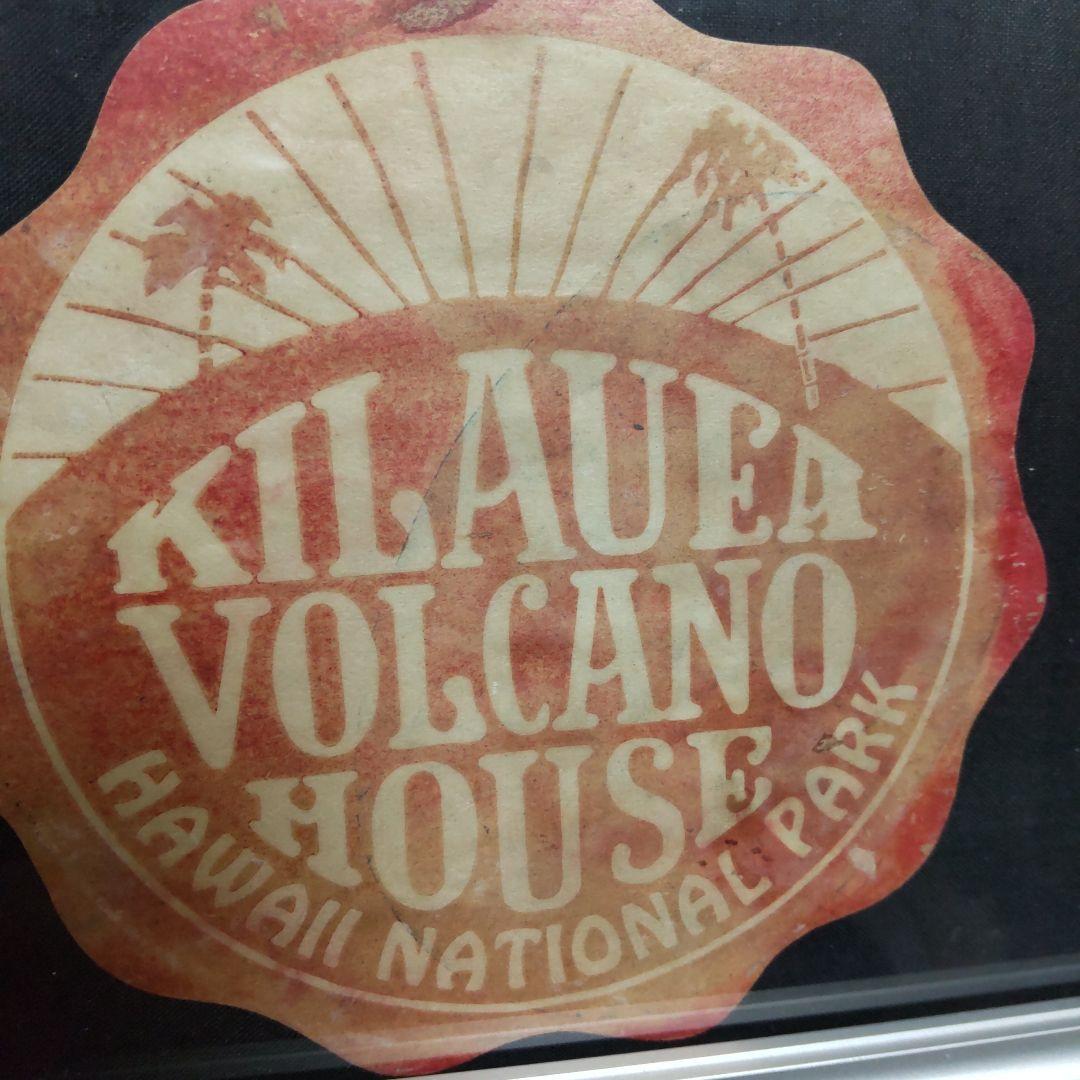 KILAUEA
VOLCANO
HOUSE
HAWAII NATIONAL PARK